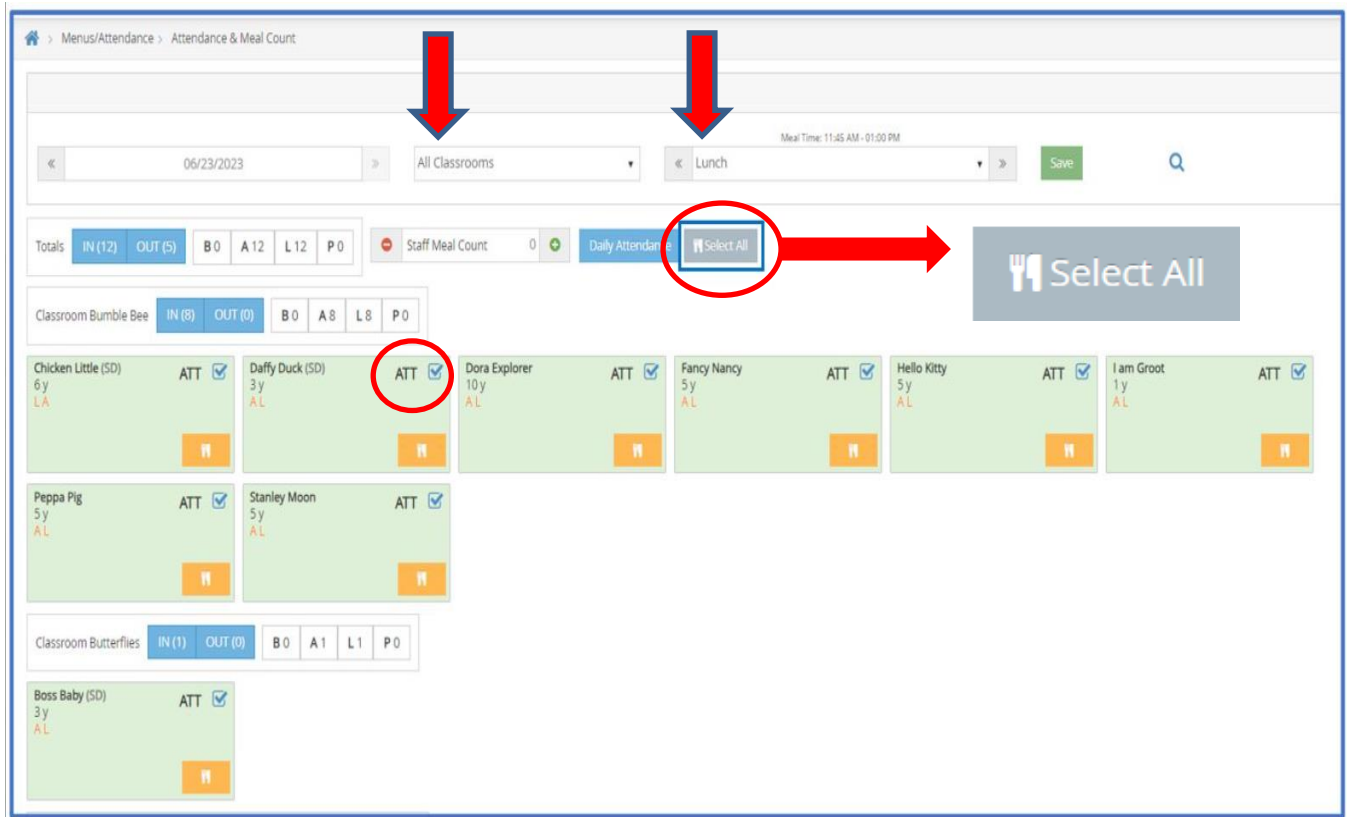 > Menus/Attendance > Attendance & Meal Count
Meal Time: 11:45 AM - 01:00 PM
« 06/23/2023 » All Classrooms « Lunch » Save
Totals IN (12) OUT (5) B 0 A 12 L 12 P 0 Staff Meal Count 0 Daily Attendance Select All
Select All
Classroom Bumble Bee IN (8) OUT (0) B 0 A 8 L 8 P 0
Chicken Little (SD) ATT Daffy Duck (SD) ATT Dora Explorer ATT Fancy Nancy ATT Hello Kitty ATT I am Groot ATT
6 y 3 y 10 y 5 y 5 y 1 y
L A A L A L A L A L A L
Peppa Pig ATT Stanley Moon ATT
5 y 5 y
A L A L
Classroom Butterflies IN (1) OUT (0) B 0 A 1 L 1 P 0
Boss Baby (SD) ATT
3 y
A L